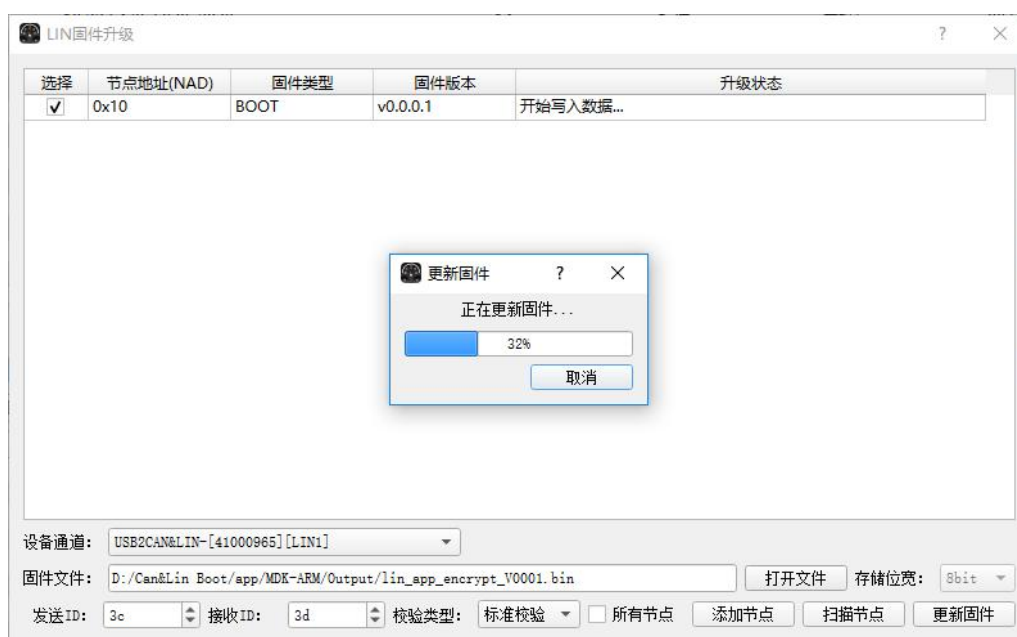 LIN固件升级
选择 节点地址(NAD) 固件类型 固件版本 升级状态
0x10 BOOT v0.0.0.1 开始写入数据...
更新固件
正在更新固件...
32%
取消
设备通道: USB2CAN&LIN-[41000965][LIN1]
固件文件: D:/Can&Lin Boot/app/MDK-ARM/Output/lin_app_encrypt_V0001.bin 打开文件 存储位宽: 8bit
发送ID: 3c 接收ID: 3d 校验类型: 标准校验 所有节点 添加节点 扫描节点 更新固件